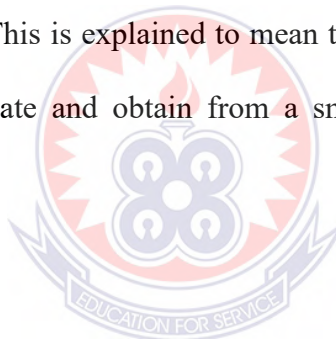 This is explained to mean t
ate and obtain from a sm
EDUCATION FOR SERVICE